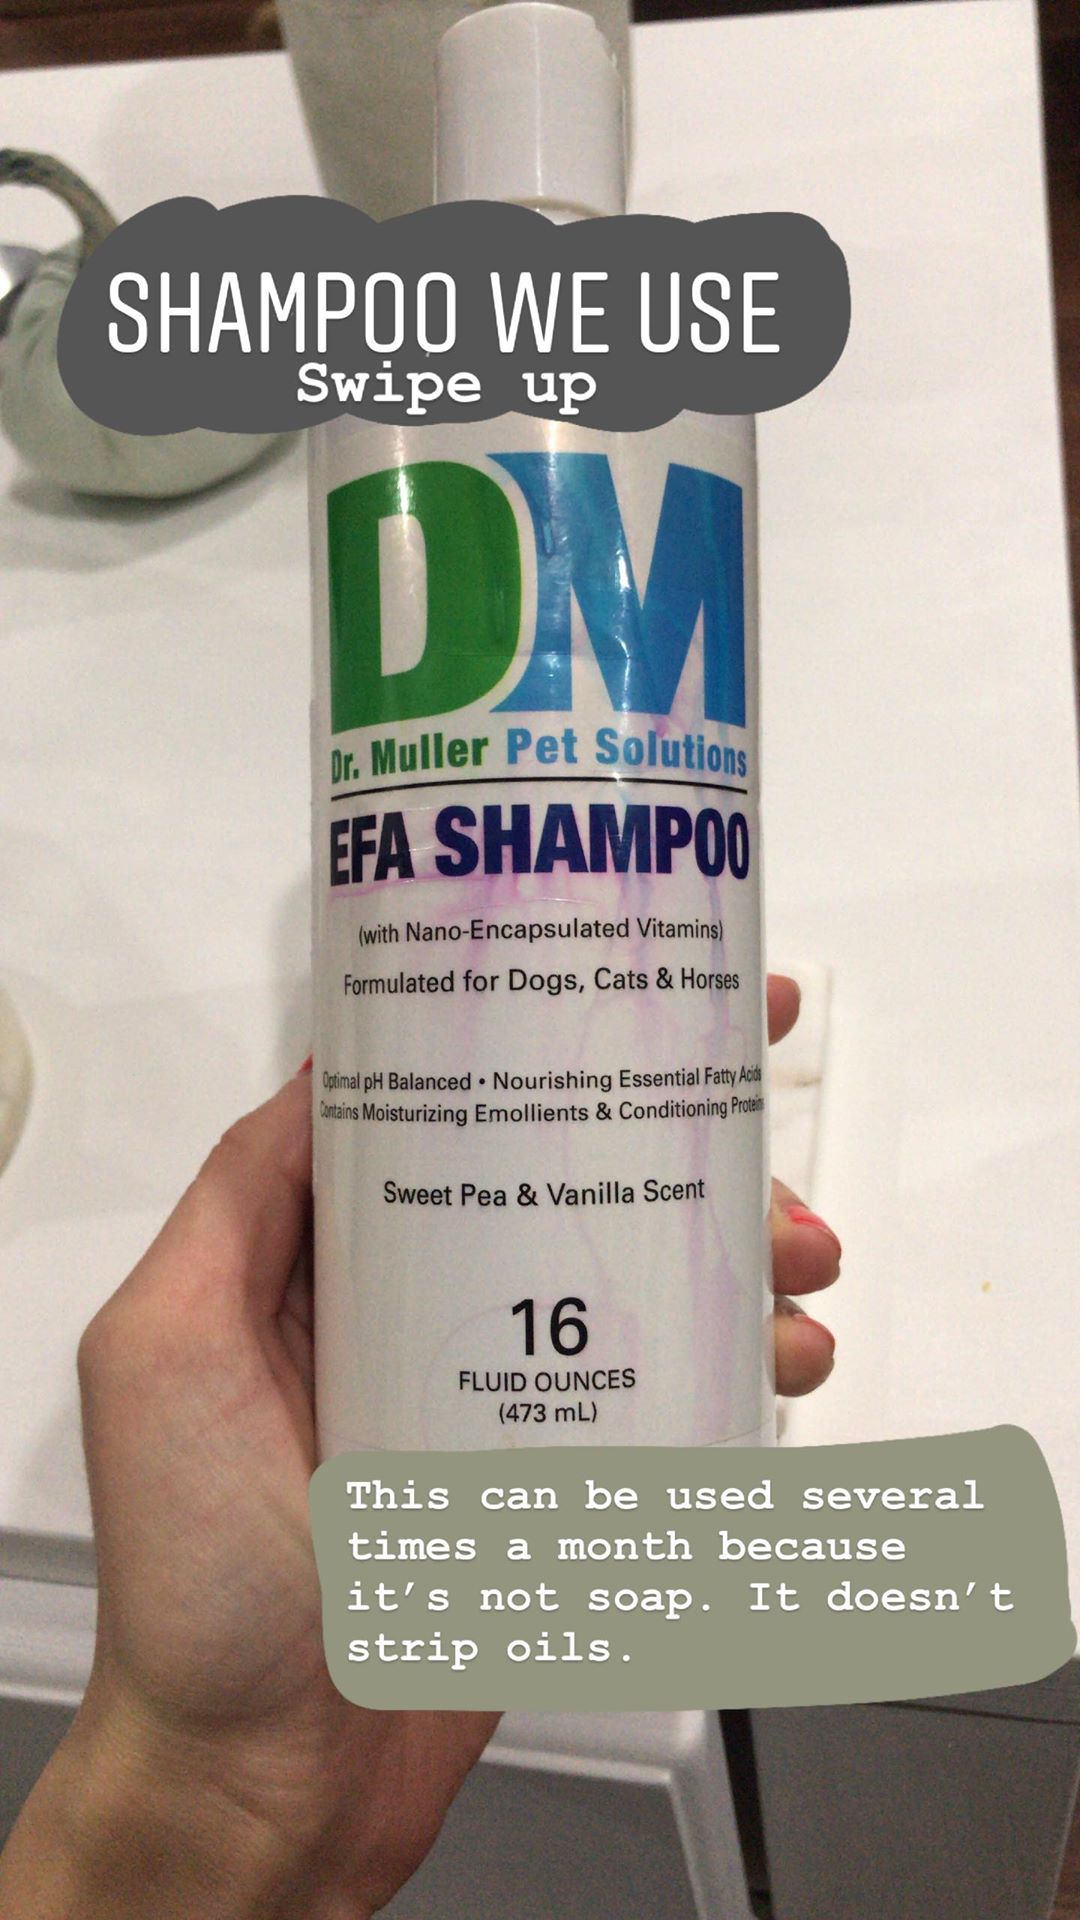 SHAMPOO WE USE
Swipe up
DM
Dr. Muller Pet Solutions
EFA SHAMPOO
(with Nano-Encapsulated Vitamins)
Formulated for Dogs, Cats & Horses
Optimal pH Balanced • Nourishing Essential Fatty Acids
Contains Moisturizing Emollients & Conditioning Proteins
Sweet Pea & Vanilla Scent
16
FLUID OUNCES
(473 mL)
This can be used several
times a month because
it's not soap. It doesn't
strip oils.